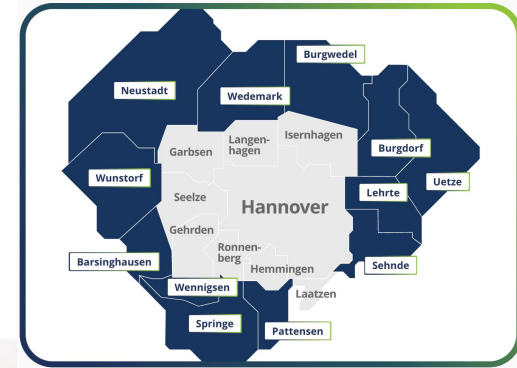 Burgwedel
Neustadt
Wedemark
Isernhagen
Langen-
hagen
Garbsen
Burgdorf
Wunstorf
Uetze
Lehrte
Seelze
Hannover
Gehrden
Ronnen-
berg
Barsinghausen
Hemmingen
Sehnde
Wennigsen
Laatzen
Springe
Pattensen